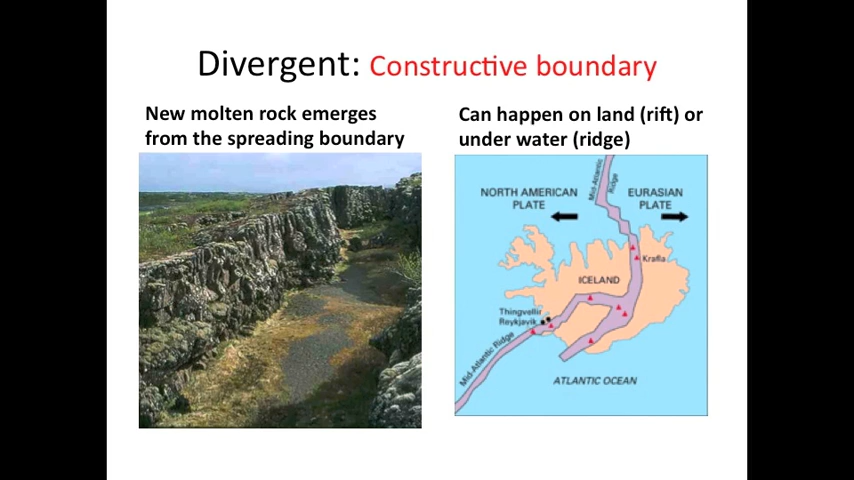 Divergent: Constructive boundary
New molten rock emerges
from the spreading boundary
Can happen on land (rift) or
under water (ridge)
Mid-Atlantic
Ridge
NORTH AMERICAN
PLATE
EURASIAN
PLATE
Krafla
ICELAND
Thingvellir
Reykjavik
Mid-Atlantic Ridge
ATLANTIC OCEAN